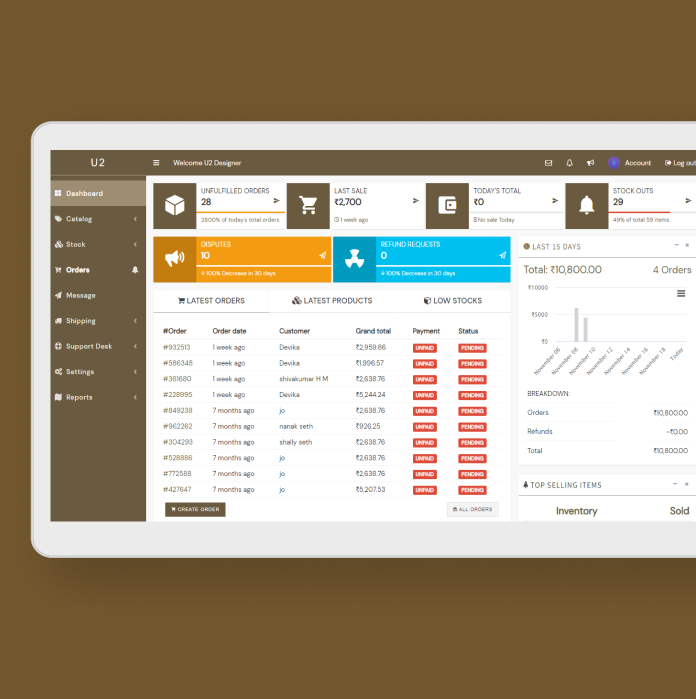 U2
Welcome U2 Designer
Account
Log out
Dashboard
Catalog
Stock
Orders
Message
Shipping
Support Desk
Settings
Reports
UNFULFILLED ORDERS
28
2800% of today's total orders
LAST SALE
₹2,700
1 week ago
TODAY'S TOTAL
₹0
No sale Today
STOCK OUTS
29
49% of total 59 items
DISPUTES
10
100% Decrease in 30 days
REFUND REQUESTS
0
100% Decrease in 30 days
LATEST ORDERS
LATEST PRODUCTS
LOW STOCKS
#Order Order date Customer Grand total Payment Status
#932513 1 week ago Devika ₹2,959.86 UNPAID PENDING
#586348 1 week ago Devika ₹1,996.57 UNPAID PENDING
#361680 1 week ago shivakumar H M ₹2,638.76 UNPAID PENDING
#228995 1 week ago Devika ₹5,244.24 UNPAID PENDING
#849238 7 months ago jo ₹2,638.76 UNPAID PENDING
#962262 7 months ago nanak seth ₹926.25 UNPAID PENDING
#304293 7 months ago shally seth ₹2,638.76 UNPAID PENDING
#528886 7 months ago jo ₹2,638.76 UNPAID PENDING
#772588 7 months ago jo ₹2,638.76 UNPAID PENDING
#427647 7 months ago jo ₹5,207.53 UNPAID PENDING
CREATE ORDER
ALL ORDERS
LAST 15 DAYS
Total: ₹10,800.00 4 Orders
₹10000
₹5000
₹0
November 06
November 08
November 10
November 12
November 14
November 16
November 18
Today
BREAKDOWN:
Orders ₹10,800.00
Refunds -₹0.00
Total ₹10,800.00
TOP SELLING ITEMS
Inventory Sold